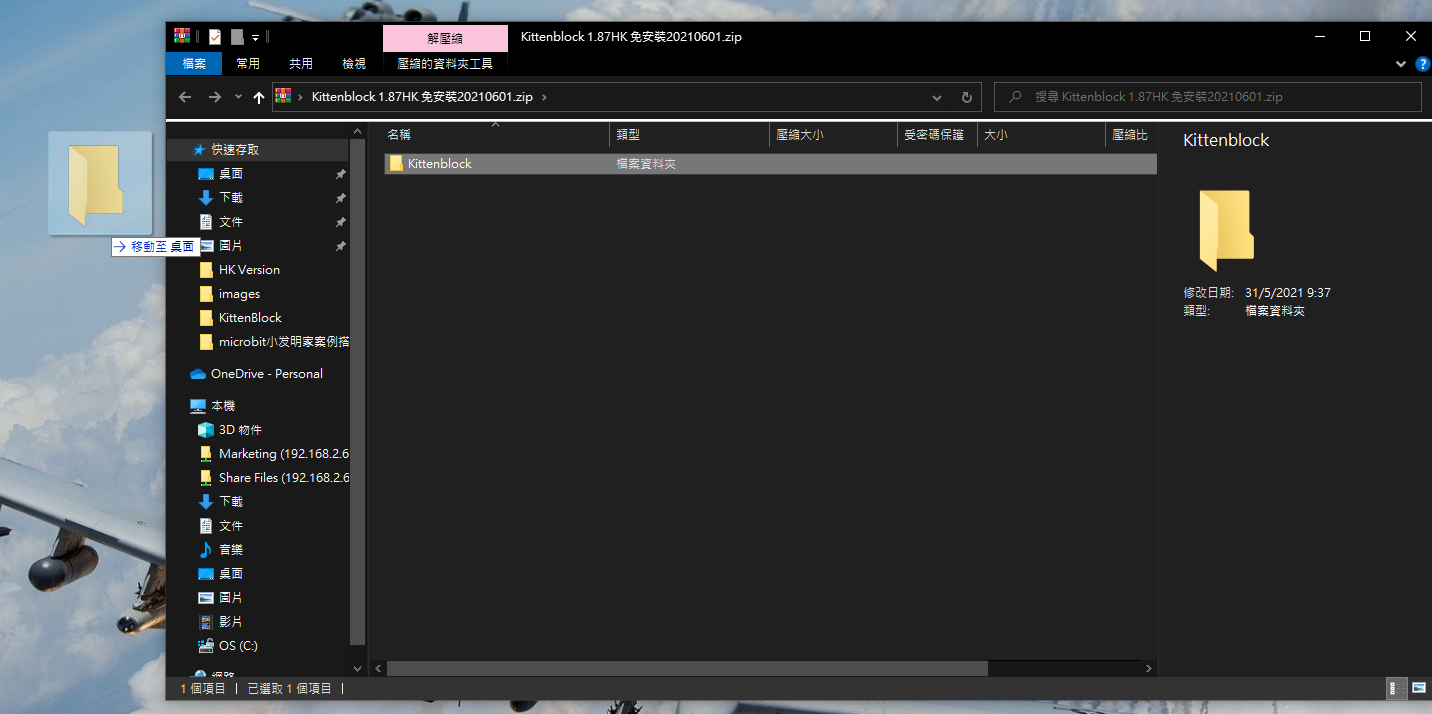 解壓縮
Kittenblock 1.87HK 免安裝20210601.zip
檔案
常用
共用
檢視
壓縮的資料夾工具
Kittenblock 1.87HK 免安裝20210601.zip
搜尋 Kittenblock 1.87HK 免安裝20210601.zip
名稱
類型
壓縮大小
受密碼保護
大小
壓縮比
Kittenblock
檔案資料夾
移動至 桌面
快速存取
桌面
下載
文件
圖片
HK Version
images
KittenBlock
microbit小发明家案例搭
OneDrive - Personal
本機
3D 物件
Marketing (192.168.2.6
Share Files (192.168.2.6
下載
文件
音樂
桌面
圖片
影片
OS (C:)
網路
Kittenblock
修改日期: 31/5/2021 9:37
類型: 檔案資料夾
1 個項目
已選取 1 個項目